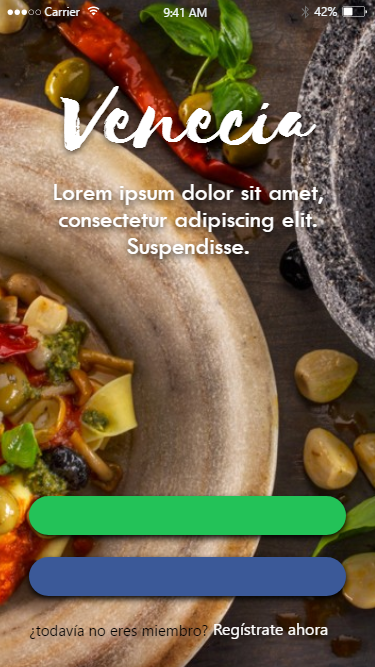 Carrier 9:41 AM 42%
Venecia
Lorem ipsum dolor sit amet,
consectetur adipiscing elit.
Suspendisse.
¿todavía no eres miembro? Regístrate ahora